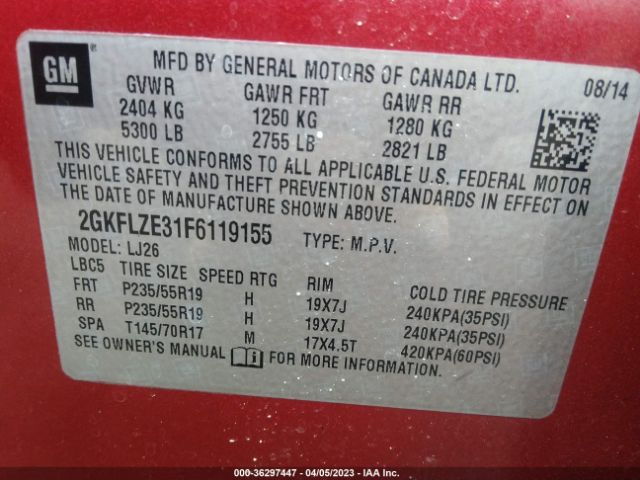 GM
MFD BY GENERAL MOTORS OF CANADA LTD.
08/14
GVWR GAWR FRT GAWR RR
2404 KG 1250 KG 1280 KG
5300 LB 2755 LB 2821 LB
THIS VEHICLE CONFORMS TO ALL APPLICABLE U.S. FEDERAL MOTOR
VEHICLE SAFETY AND THEFT PREVENTION STANDARDS IN EFFECT ON
THE DATE OF MANUFACTURE SHOWN ABOVE.
2GKFLZE31F6119155 TYPE: M.P.V.
MODEL: LJ26
LBC5 TIRE SIZE SPEED RTG RIM COLD TIRE PRESSURE
FRT P235/55R19 H 19X7J 240KPA(35PSI)
RR P235/55R19 H 19X7J 240KPA(35PSI)
SPA T145/70R17 M 17X4.5T 420KPA(60PSI)
SEE OWNER'S MANUAL FOR MORE INFORMATION.
000-36297447 - 04/05/2023 - IAA Inc.